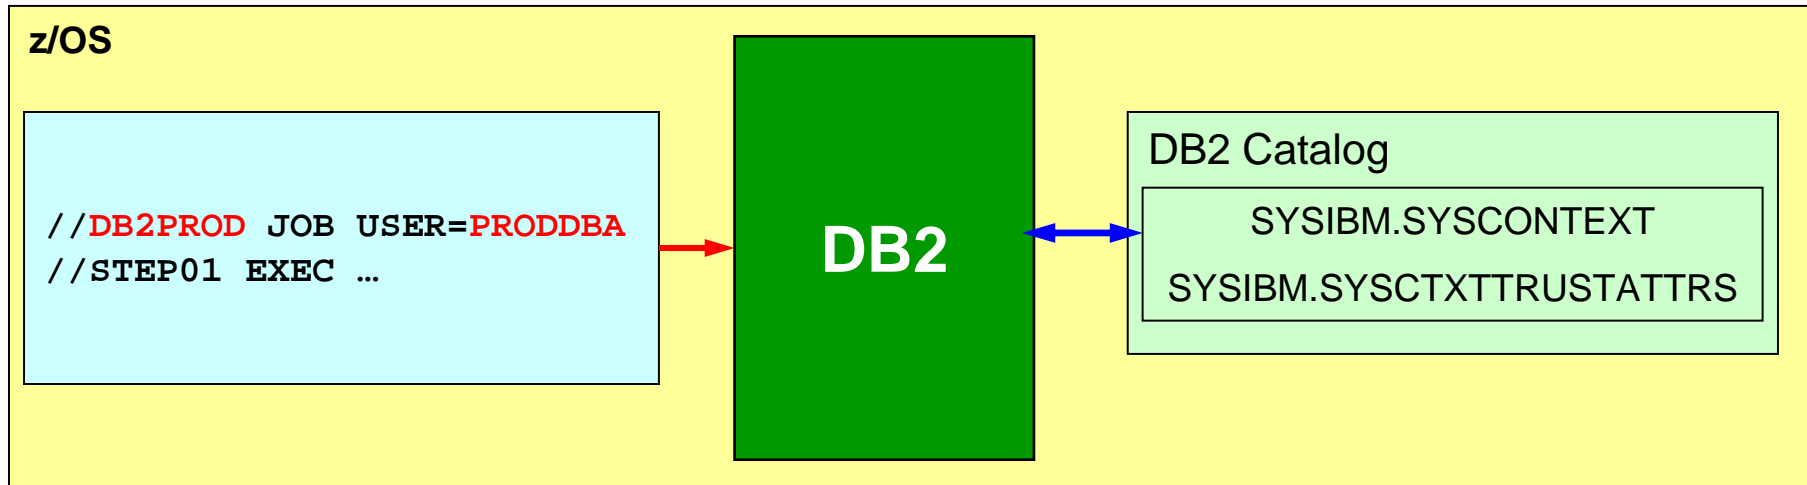 z/OS
//DB2PROD JOB USER=PRODDBA
//STEP01 EXEC …
DB2
DB2 Catalog
SYSIBM.SYSCONTEXT
SYSIBM.SYSCTXTTRUSTATTRS